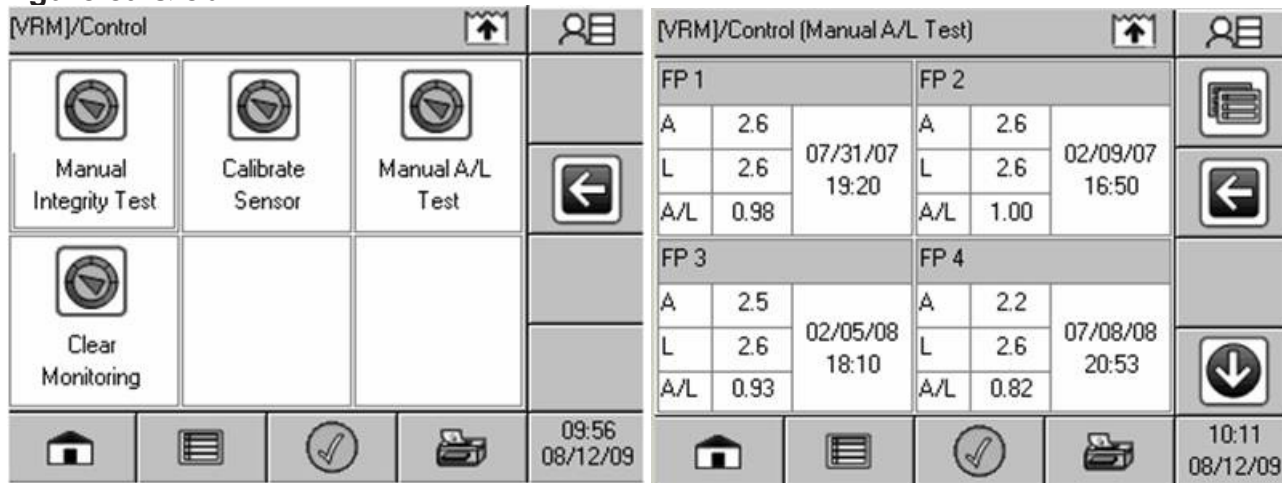 [VRM]/Control
Manual
Integrity Test
Calibrate
Sensor
Manual A/L
Test
Clear
Monitoring
09:56
08/12/09
[VRM]/Control (Manual A/L Test)
FP 1
A 2.6
L 2.6
A/L 0.98
07/31/07
19:20
FP 2
A 2.6
L 2.6
A/L 1.00
02/09/07
16:50
FP 3
A 2.5
L 2.6
A/L 0.93
02/05/08
18:10
FP 4
A 2.2
L 2.6
A/L 0.82
07/08/08
20:53
10:11
08/12/09